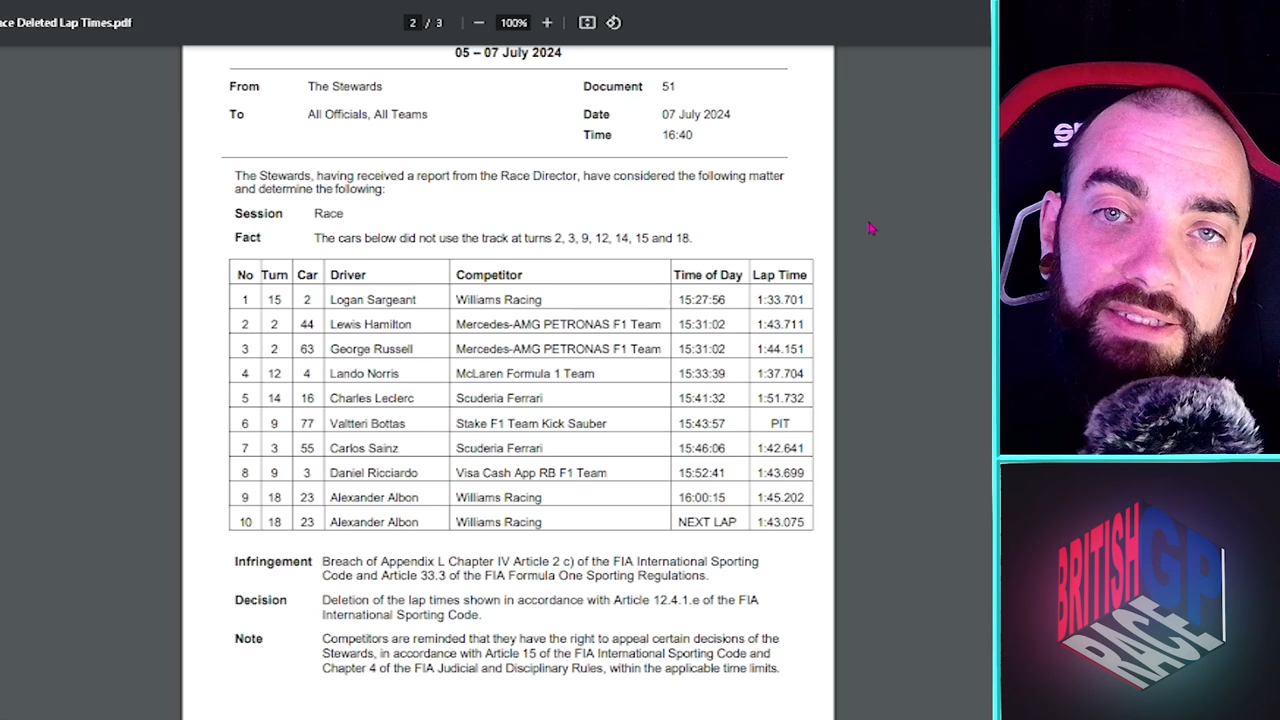 ace Deleted Lap Times.pdf 2 / 3 100%
05 – 07 July 2024
From The Stewards Document 51
To All Officials, All Teams Date 07 July 2024
Time 16:40
The Stewards, having received a report from the Race Director, have considered the following matter
and determine the following:
Session Race
Fact The cars below did not use the track at turns 2, 3, 9, 12, 14, 15 and 18.
No Turn Car Driver Competitor Time of Day Lap Time
1 15 2 Logan Sargeant Williams Racing 15:27:56 1:33.701
2 2 44 Lewis Hamilton Mercedes-AMG PETRONAS F1 Team 15:31:02 1:43.711
3 2 63 George Russell Mercedes-AMG PETRONAS F1 Team 15:31:02 1:44.151
4 12 4 Lando Norris McLaren Formula 1 Team 15:33:39 1:37.704
5 14 16 Charles Leclerc Scuderia Ferrari 15:41:32 1:51.732
6 9 77 Valtteri Bottas Stake F1 Team Kick Sauber 15:43:57 PIT
7 3 55 Carlos Sainz Scuderia Ferrari 15:46:06 1:42.641
8 9 3 Daniel Ricciardo Visa Cash App RB F1 Team 15:52:41 1:43.699
9 18 23 Alexander Albon Williams Racing 16:00:15 1:45.202
10 18 23 Alexander Albon Williams Racing NEXT LAP 1:43.075
Infringement Breach of Appendix L Chapter IV Article 2 c) of the FIA International Sporting
Code and Article 33.3 of the FIA Formula One Sporting Regulations.
Decision Deletion of the lap times shown in accordance with Article 12.4.1.e of the FIA
International Sporting Code.
Note Competitors are reminded that they have the right to appeal certain decisions of the
Stewards, in accordance with Article 15 of the FIA International Sporting Code and
Chapter 4 of the FIA Judicial and Disciplinary Rules, within the applicable time limits.
BRITISH
GP
RACE